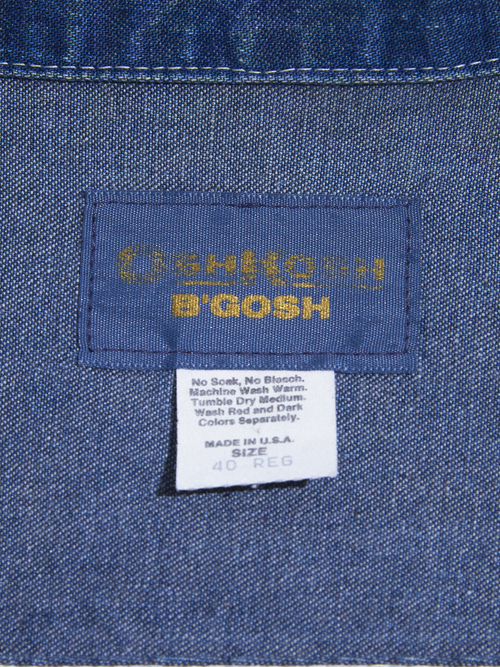 OSHKOSH
B'GOSH
No Soak, No Bleach.
Machine Wash Warm.
Tumble Dry Medium.
Wash Red and Dark
Colors Separately.
MADE IN U.S.A.
SIZE
40 REG